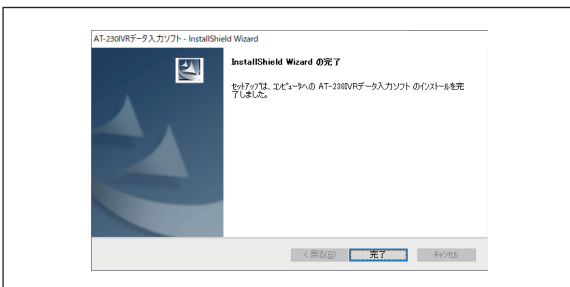 AT-230IVRデータ入力ソフト - InstallShield Wizard
InstallShield Wizard の完了
セットアップは、コンピュータへの AT-230IVRデータ入力ソフト のインストールを完
了しました。
< 戻る(B)
完了
キャンセル